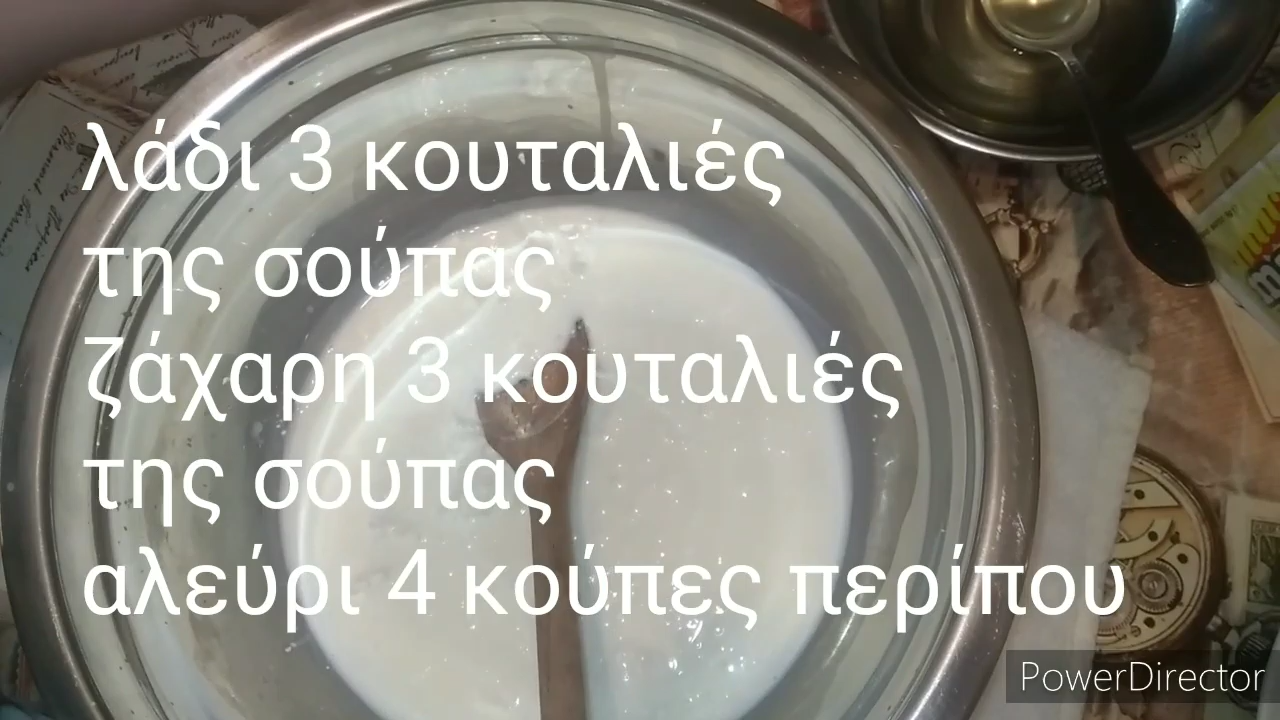 λάδι 3 κουταλιές
της σούπας
ζάχαρη 3 κουταλιές
της σούπας
αλεύρι 4 κούπες περίπου
PowerDirector